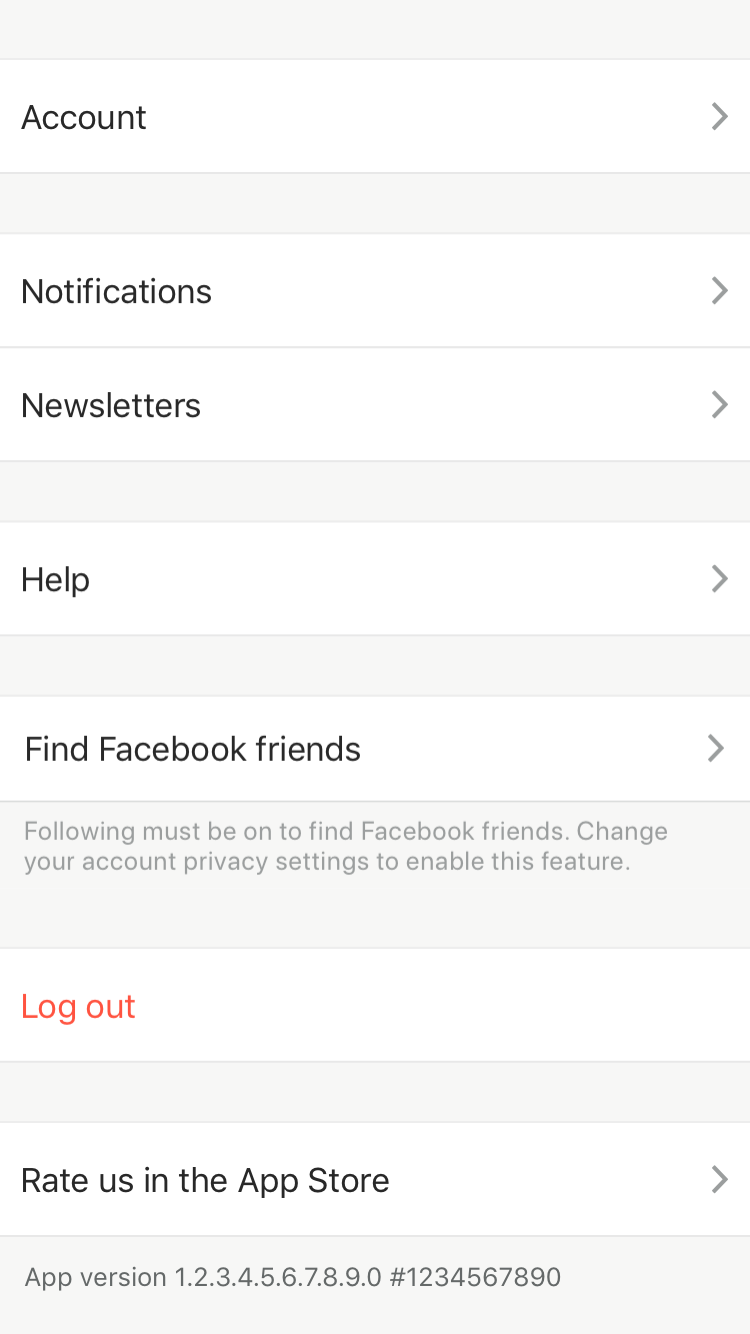 Account
Notifications
Newsletters
Help
Find Facebook friends
Following must be on to find Facebook friends. Change
your account privacy settings to enable this feature.
Log out
Rate us in the App Store
App version 1.2.3.4.5.6.7.8.9.0 #1234567890